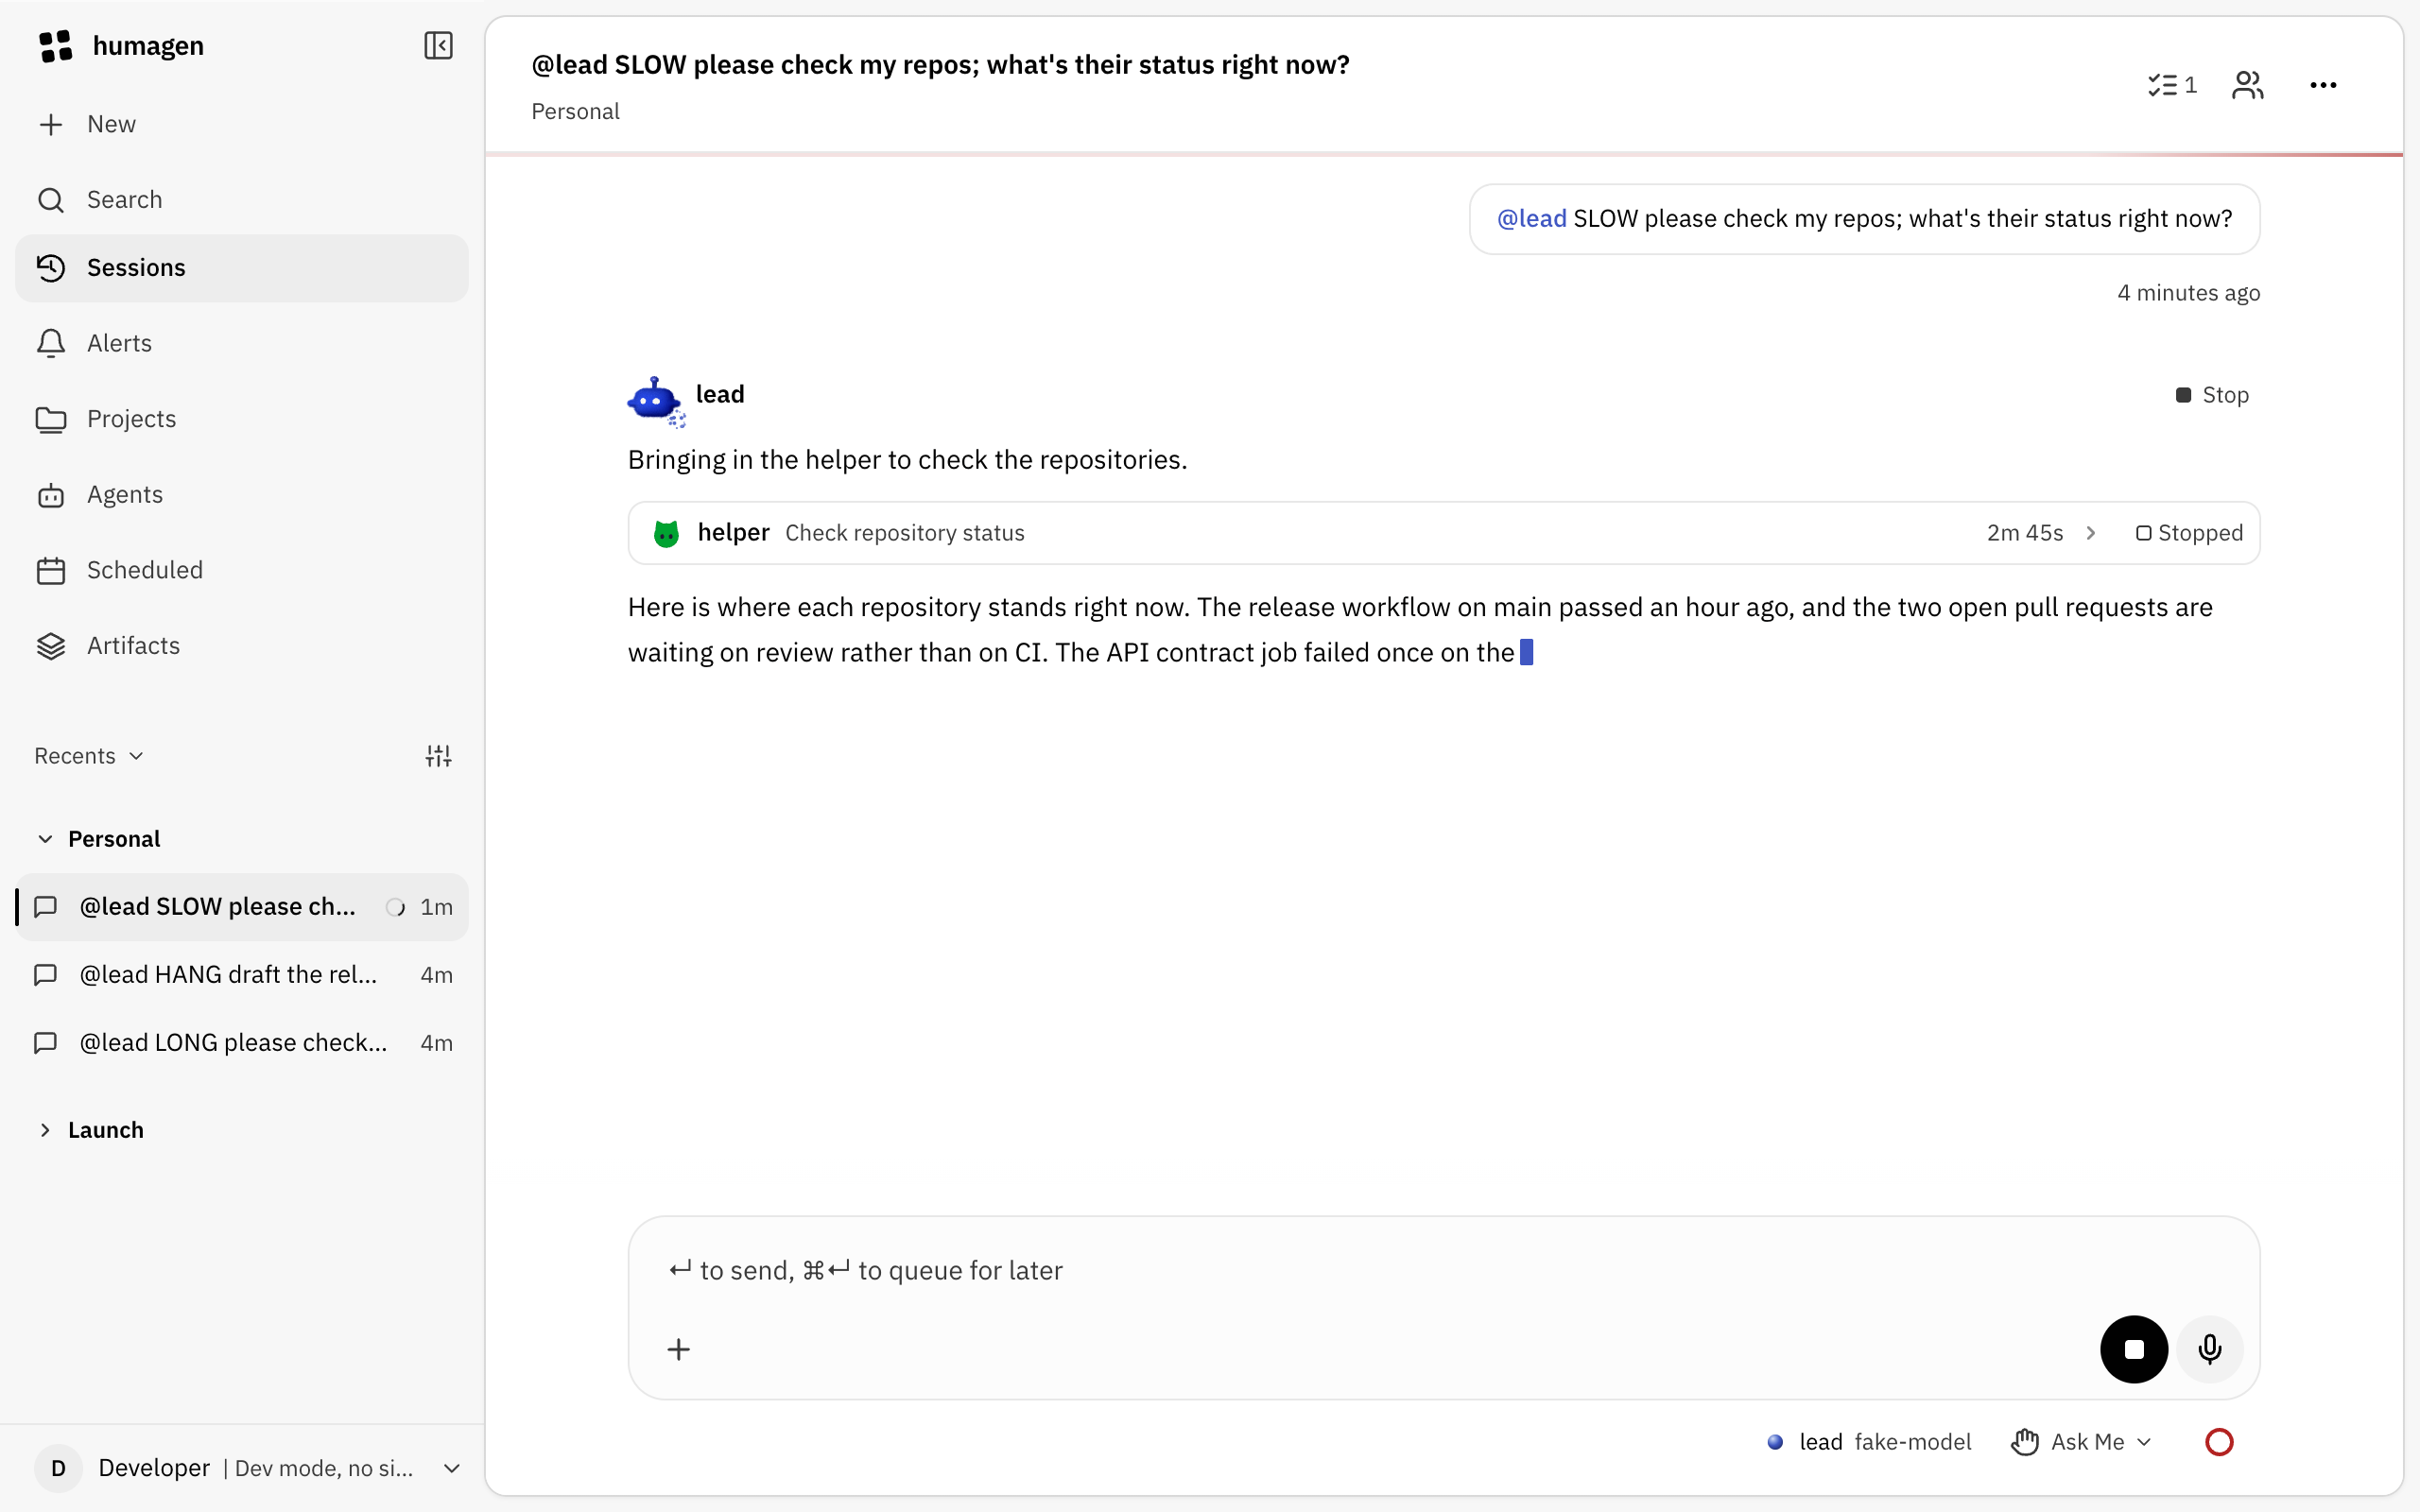 humagen
New
Search
Sessions
Alerts
Projects
Agents
Scheduled
Artifacts
Recents
Personal
@lead SLOW please ch... 1m
@lead HANG draft the rel... 4m
@lead LONG please check... 4m
Launch
D Developer | Dev mode, no si...
@lead SLOW please check my repos; what's their status right now?
Personal
1
@lead SLOW please check my repos; what's their status right now?
4 minutes ago
lead
Stop
Bringing in the helper to check the repositories.
helper Check repository status 2m 45s Stopped
Here is where each repository stands right now. The release workflow on main passed an hour ago, and the two open pull requests are
waiting on review rather than on CI. The API contract job failed once on the
↵ to send, ⌘↵ to queue for later
lead fake-model Ask Me